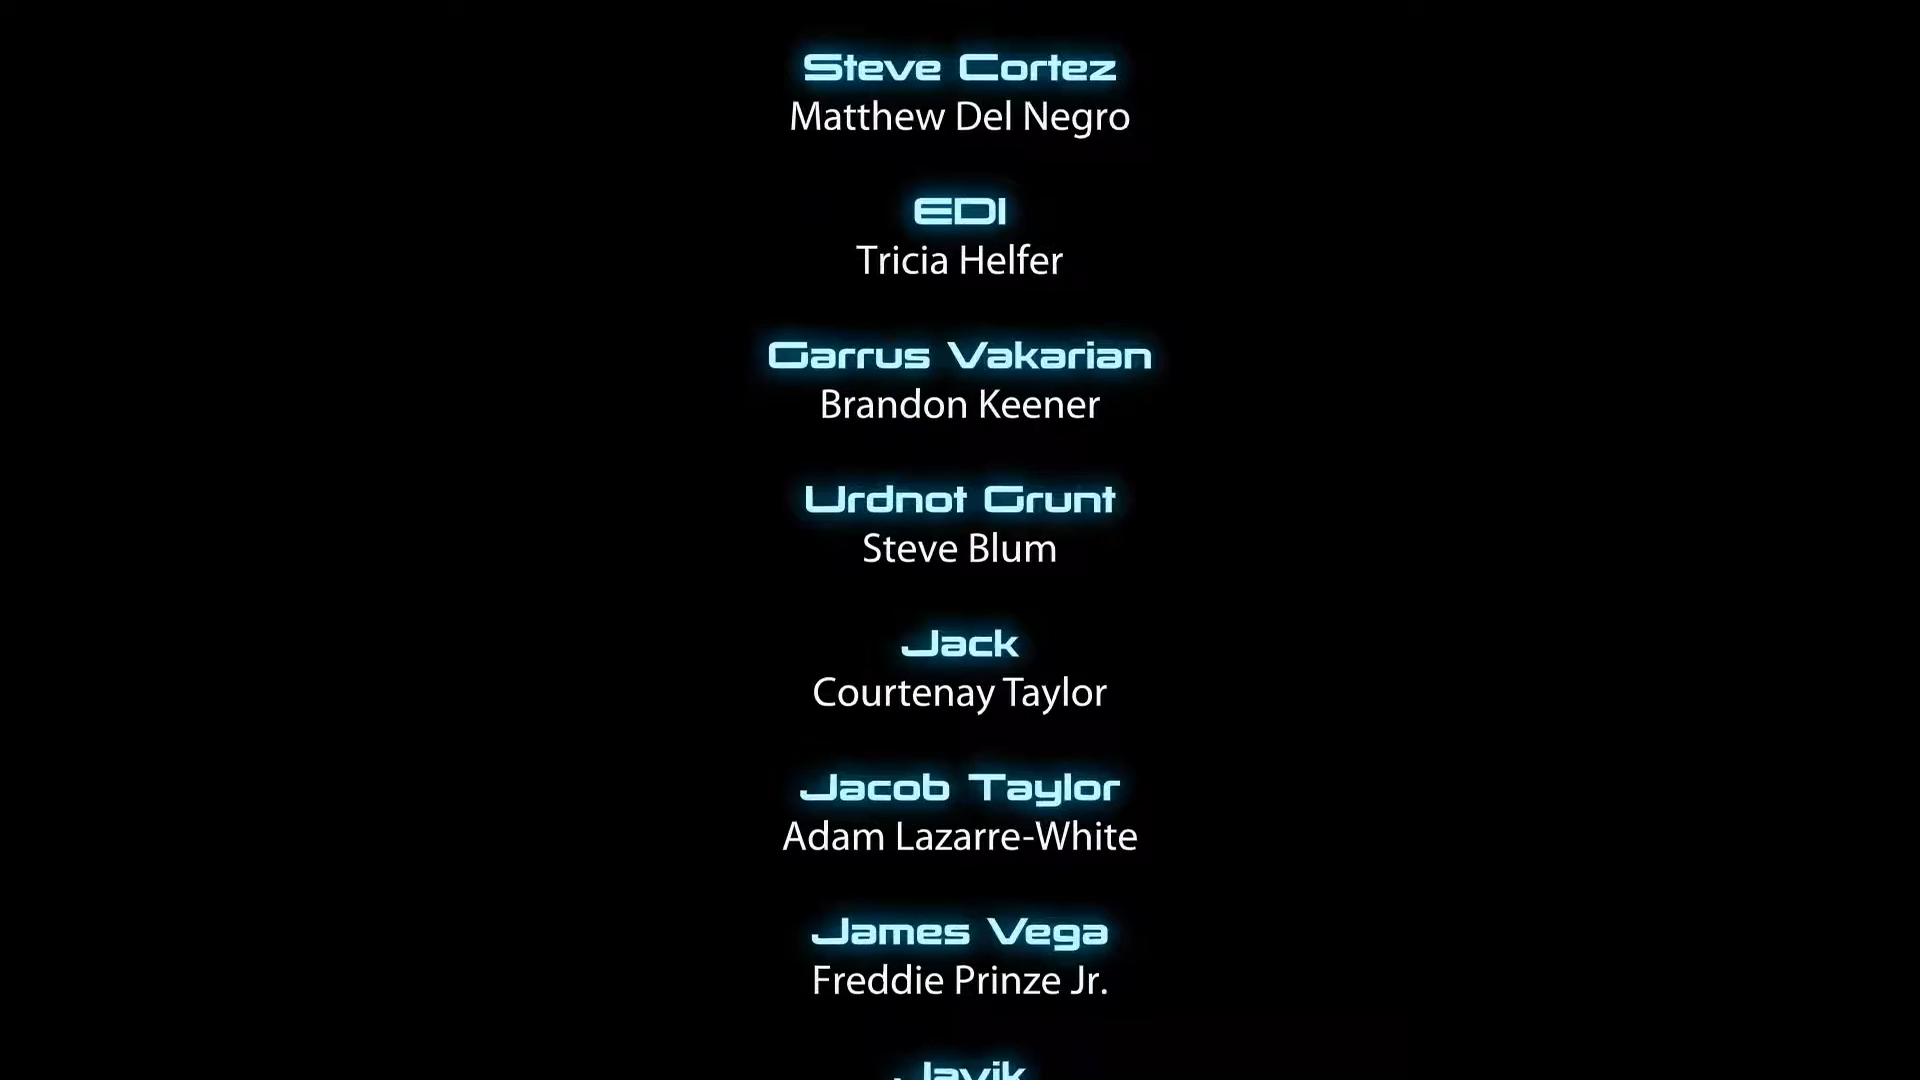 Steve Cortez
Matthew Del Negro
EDI
Tricia Helfer
Garrus Vakarian
Brandon Keener
Urdnot Grunt
Steve Blum
Jack
Courtenay Taylor
Jacob Taylor
Adam Lazarre-White
James Vega
Freddie Prinze Jr.
Javik